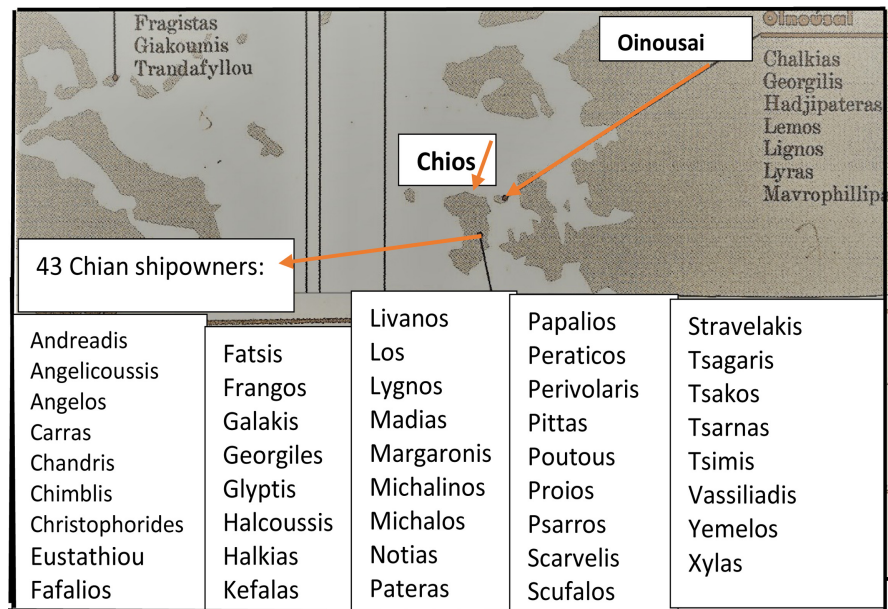 Fragistas
Giakoumis
Trandafyllou
Oinousai
Oinousai
Chalkias
Georgilis
Hadjipateras
Lemos
Lignos
Lyras
Chios
43 Chian shipowners:
Andreadis
Angelicoussis
Angelos
Carras
Chandris
Chimblis
Christophorides
Eustathiou
Fafalios
Fatsis
Frangos
Galakis
Georgiles
Glyptis
Halcoussis
Halkias
Kefalas
Livanos
Los
Lygnos
Madias
Margaronis
Michalinos
Michalos
Notias
Pateras
Papalios
Peraticos
Perivolaris
Pittas
Poutous
Proios
Psarros
Scarvelis
Scufalos
Stravelakis
Tsagaris
Tsakos
Tsarnas
Tsimis
Vassiliadis
Yemelos
Xylas